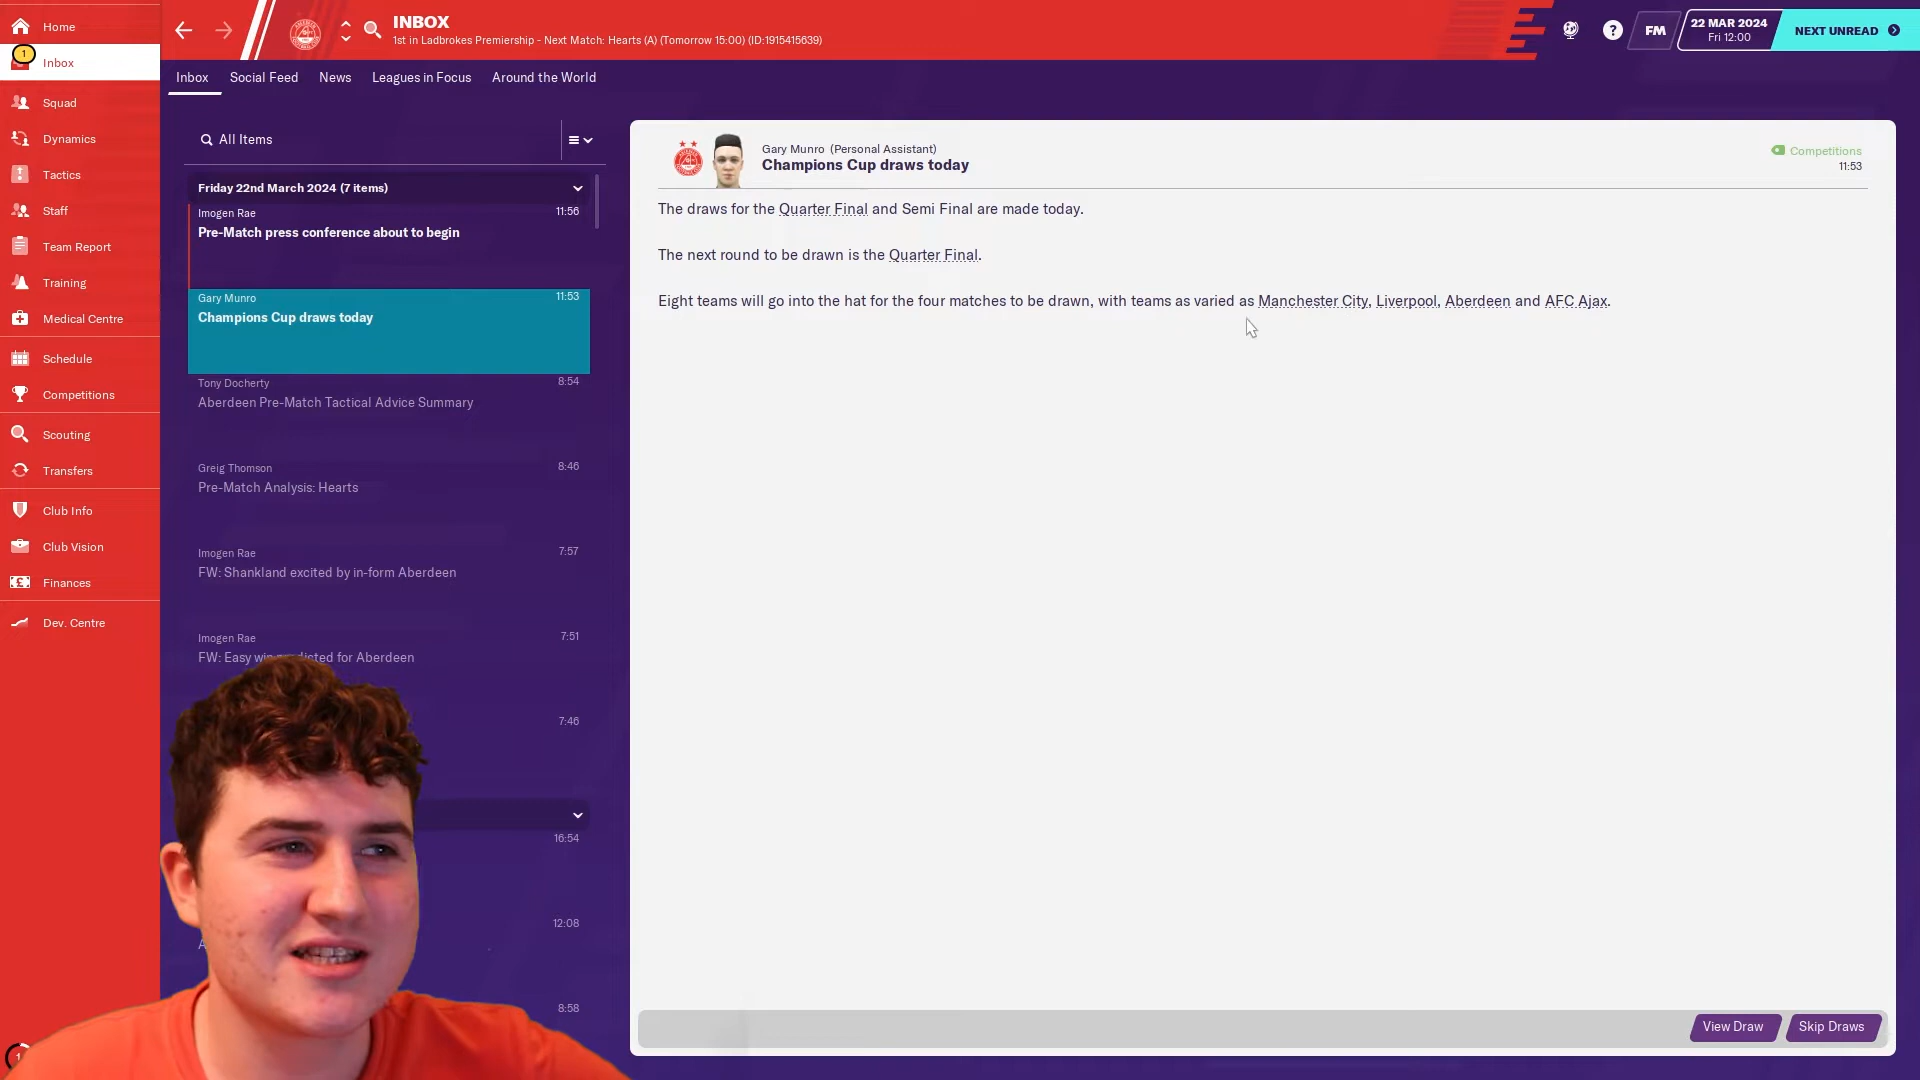 Home
1
Inbox
Squad
Dynamics
Tactics
Staff
Team Report
Training
Medical Centre
Schedule
Competitions
Scouting
Transfers
Club Info
Club Vision
Finances
Dev. Centre
INBOX
1st in Ladbrokes Premiership - Next Match: Hearts (A) (Tomorrow 15:00) (ID:1915415639)
?
FM
22 MAR 2024
Fri 12:00
NEXT UNREAD
Inbox Social Feed News Leagues in Focus Around the World
All Items
Friday 22nd March 2024 (7 items)
Imogen Rae 11:56
Pre-Match press conference about to begin
Gary Munro 11:53
Champions Cup draws today
Tony Docherty 8:54
Aberdeen Pre-Match Tactical Advice Summary
Greig Thomson 8:46
Pre-Match Analysis: Hearts
Imogen Rae 7:57
FW: Shankland excited by in-form Aberdeen
Imogen Rae 7:51
FW: Easy win predicted for Aberdeen
7:46
16:54
12:08
A
8:58
Gary Munro (Personal Assistant)
Champions Cup draws today
Competitions
11:53
The draws for the Quarter Final and Semi Final are made today.
The next round to be drawn is the Quarter Final.
Eight teams will go into the hat for the four matches to be drawn, with teams as varied as Manchester City, Liverpool, Aberdeen and AFC Ajax.
View Draw
Skip Draws